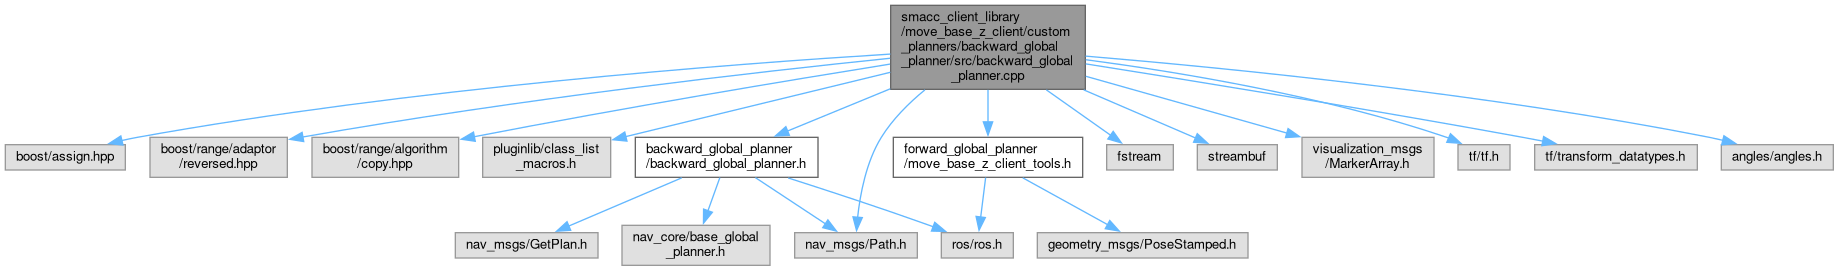 smacc_client_library
/move_base_z_client/custom
_planners/backward_global
_planner/src/backward_global
_planner.cpp
boost/assign.hpp
boost/range/adaptor
/reversed.hpp
boost/range/algorithm
/copy.hpp
pluginlib/class_list
_macros.h
backward_global_planner
/backward_global_planner.h
forward_global_planner
/move_base_z_client_tools.h
fstream
streambuf
visualization_msgs
/MarkerArray.h
tf/tf.h
tf/transform_datatypes.h
angles/angles.h
nav_msgs/GetPlan.h
nav_core/base_global
_planner.h
nav_msgs/Path.h
ros/ros.h
geometry_msgs/PoseStamped.h